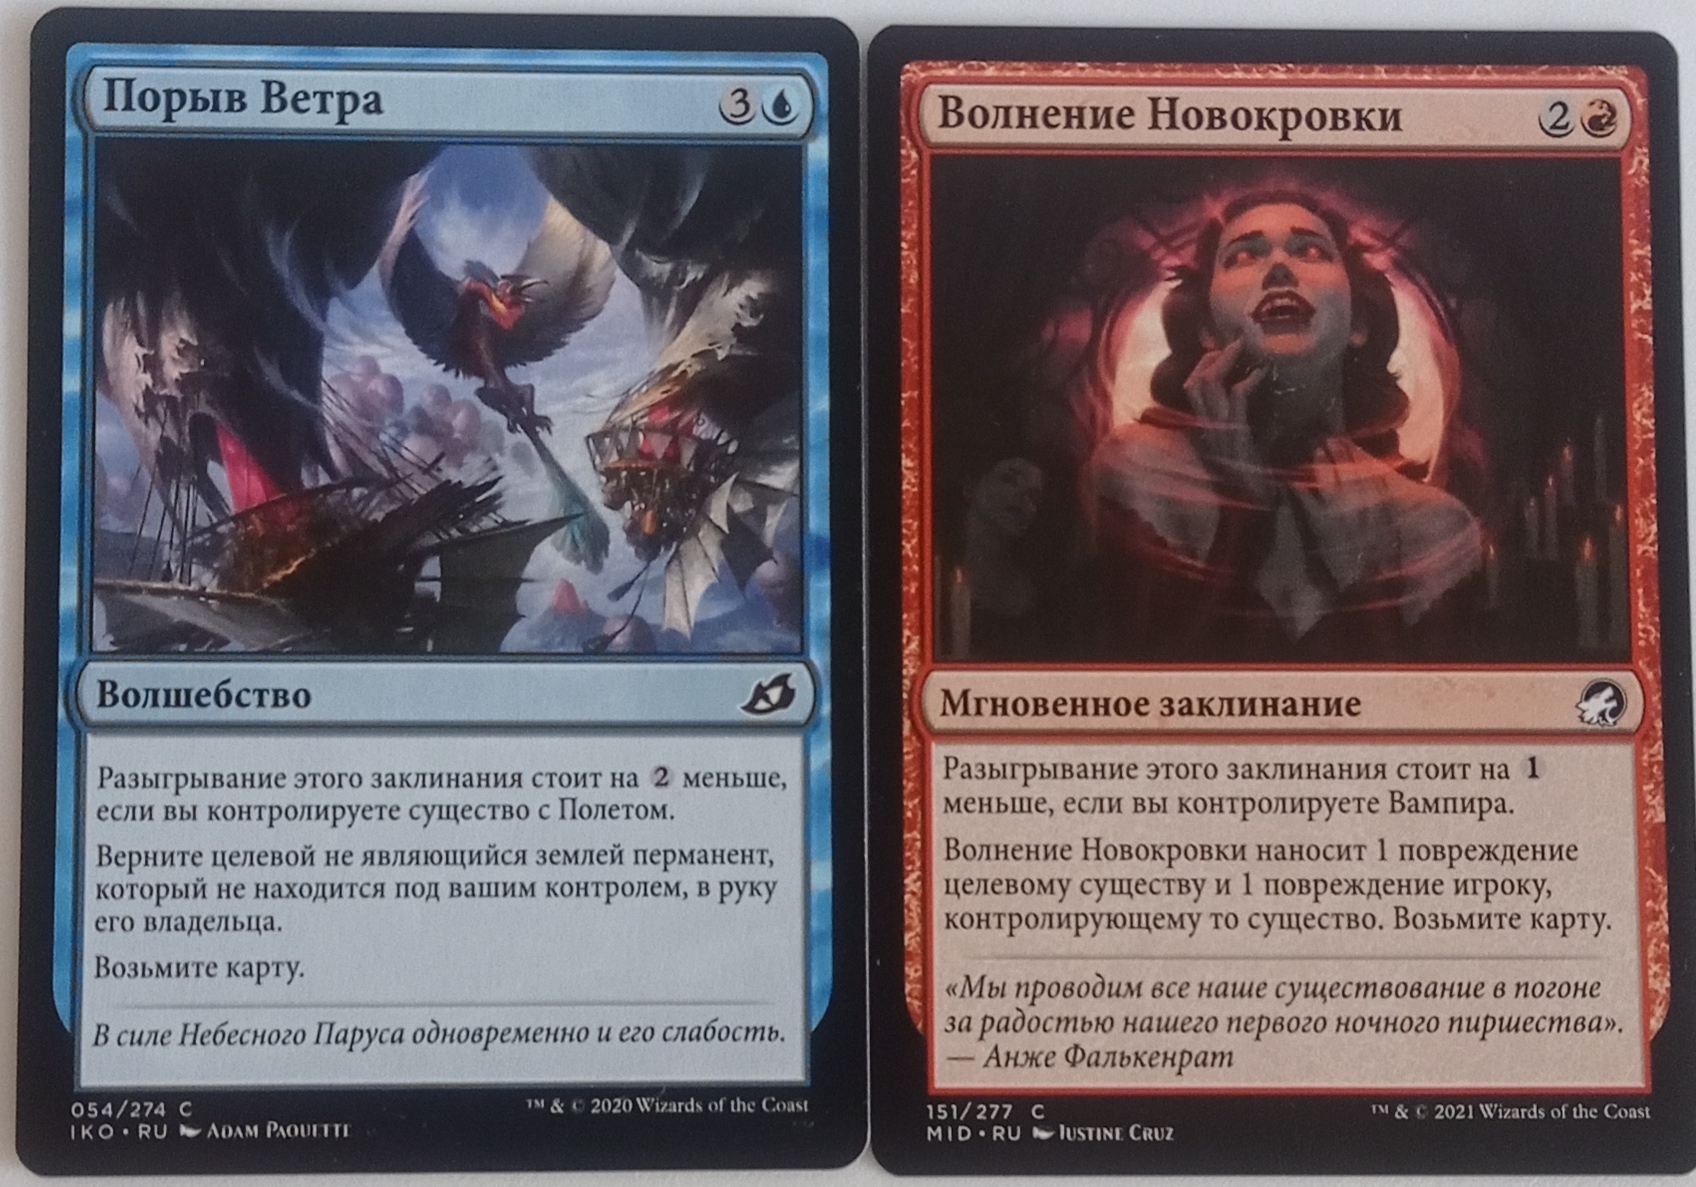 Порыв Ветра
3
Волшебство
Разыгрывание этого заклинания стоит на 2 меньше,
если вы контролируете существо с Полетом.
Верните целевой не являющийся землей перманент,
который не находится под вашим контролем, в руку
его владельца.
Возьмите карту.
В силе Небесного Паруса одновременно и его слабость.
054/274 C
IKO • RU ADAM PAQUETTE
™ & © 2020 Wizards of the Coast
Волнение Новокровки
2
Мгновенное заклинание
Разыгрывание этого заклинания стоит на 1
меньше, если вы контролируете Вампира.
Волнение Новокровки наносит 1 повреждение
целевому существу и 1 повреждение игроку,
контролирующему то существо. Возьмите карту.
«Мы проводим все наше существование в погоне
за радостью нашего первого ночного пиршества».
— Анже Фалькенрат
151/277 C
MID • RU IUSTINE CRUZ
™ & © 2021 Wizards of the Coast